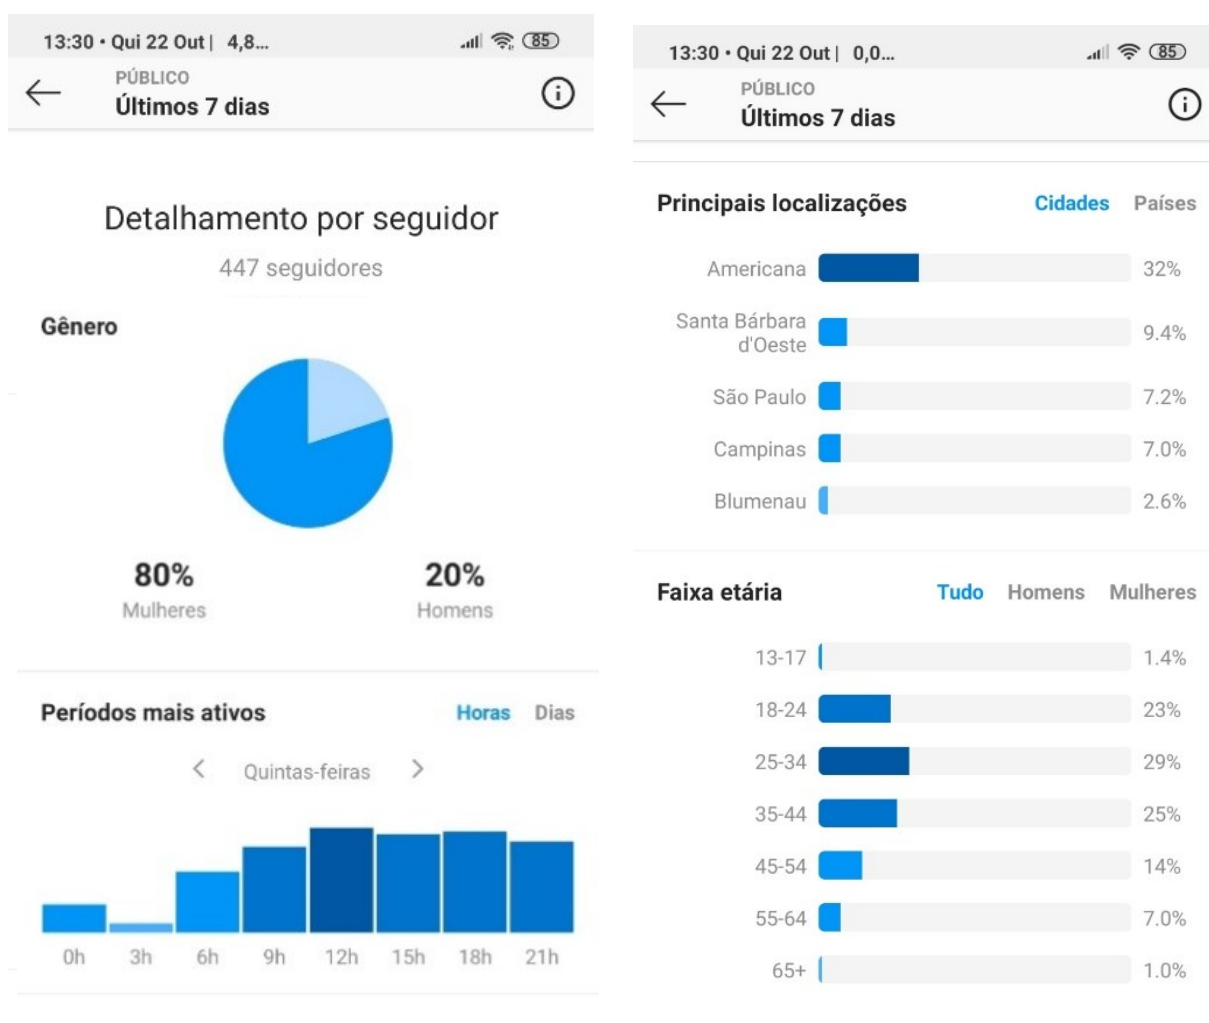 13:30 • Qui 22 Out | 4,8...
85
PÚBLICO
Últimos 7 dias
Detalhamento por seguidor
447 seguidores
Gênero
80%
Mulheres
20%
Homens
Períodos mais ativos
Horas
Dias
Quintas-feiras
0h
3h
6h
9h
12h
15h
18h
21h
13:30 • Qui 22 Out | 0,0...
85
PÚBLICO
Últimos 7 dias
Principais localizações
Cidades
Países
Americana
32%
Santa Bárbara
d'Oeste
9.4%
São Paulo
7.2%
Campinas
7.0%
Blumenau
2.6%
Faixa etária
Tudo
Homens
Mulheres
13-17
1.4%
18-24
23%
25-34
29%
35-44
25%
45-54
14%
55-64
7.0%
65+
1.0%